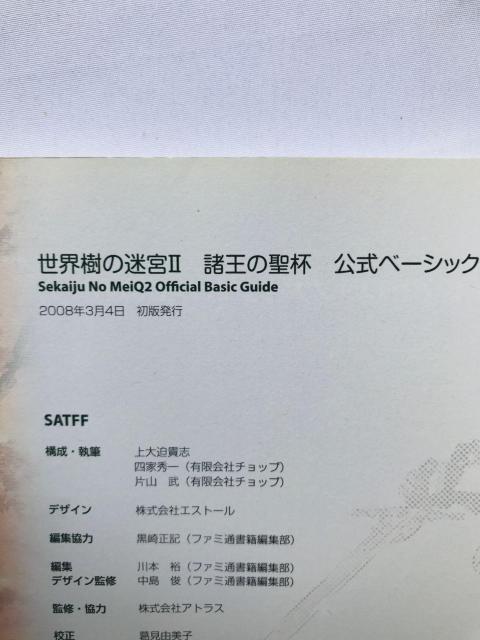 世界樹の迷宮Ⅱ 諸王の聖杯 公式ベーシック
Sekaiju No MeiQ2 Official Basic Guide
2008年3月4日 初版発行
SATFF
構成・執筆 上大迫貴志
四家秀一(有限会社チョップ)
片山 武(有限会社チョップ)
デザイン 株式会社エストール
編集協力 黒崎正記(ファミ通書籍編集部)
編集 川本 裕(ファミ通書籍編集部)
デザイン監修 中島 俊(ファミ通書籍編集部)
監修・協力 株式会社アトラス
校正 葛見由美子